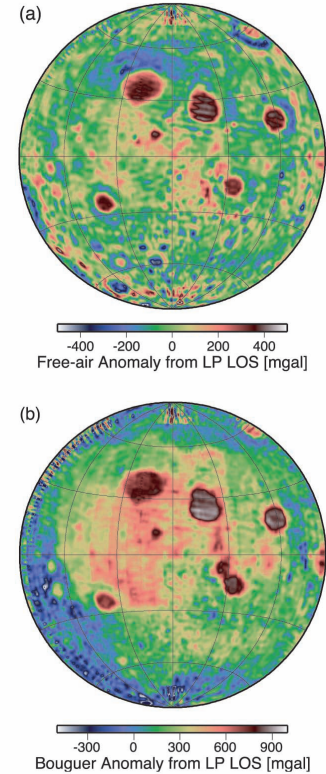 (a)
-400 -200 0 200 400
Free-air Anomaly from LP LOS [mgal]
(b)
-300 0 300 600 900
Bouguer Anomaly from LP LOS [mgal]